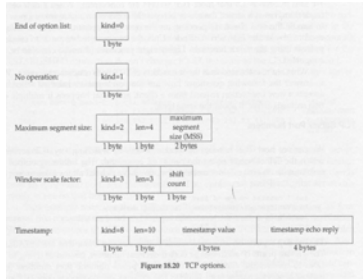 End of option list: kind=0
1 byte
No operation: kind=1
1 byte
Maximum segment size: kind=2 len=4 maximum segment size (MSS)
1 byte 1 byte 2 bytes
Window scale factor: kind=3 len=3 shift count
1 byte 1 byte 1 byte
Timestamp: kind=8 len=10 timestamp value timestamp echo reply
1 byte 1 byte 4 bytes 4 bytes
Figure 18.20 TCP options.